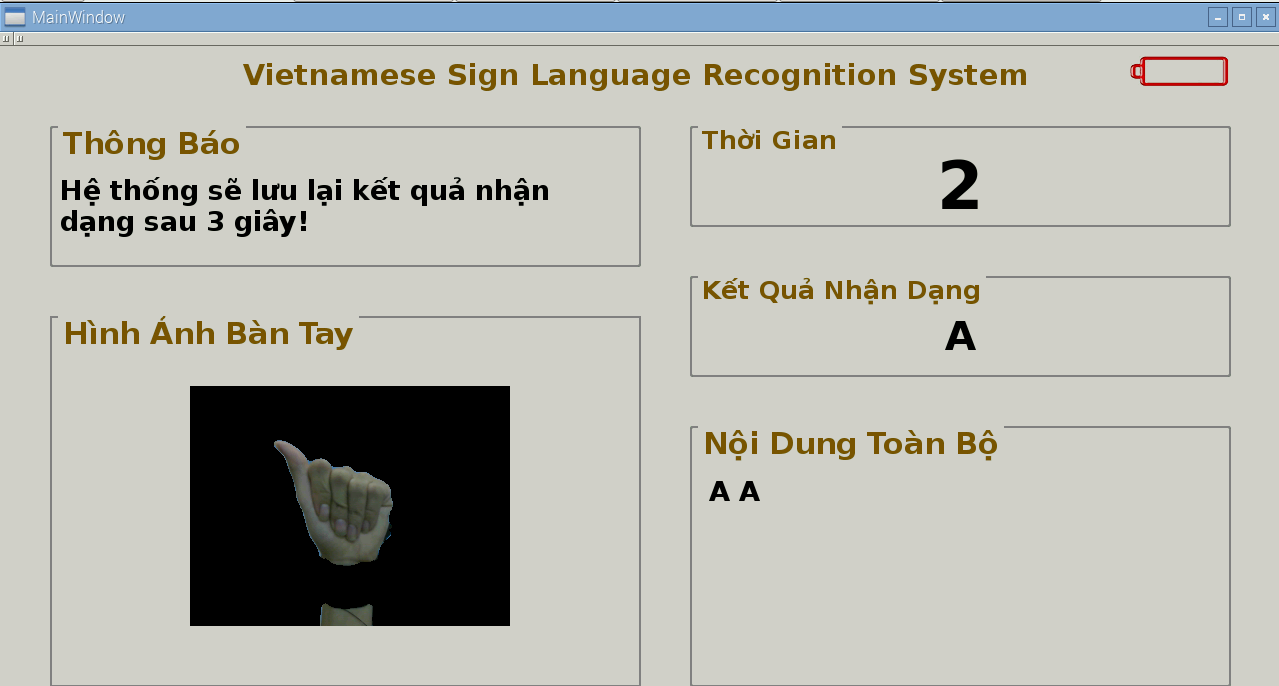 MainWindow
Vietnamese Sign Language Recognition System
Thông Báo
Hệ thống sẽ lưu lại kết quả nhận
dạng sau 3 giây!
Thời Gian
2
Kết Quả Nhận Dạng
A
Hình Ảnh Bàn Tay
Nội Dung Toàn Bộ
A A